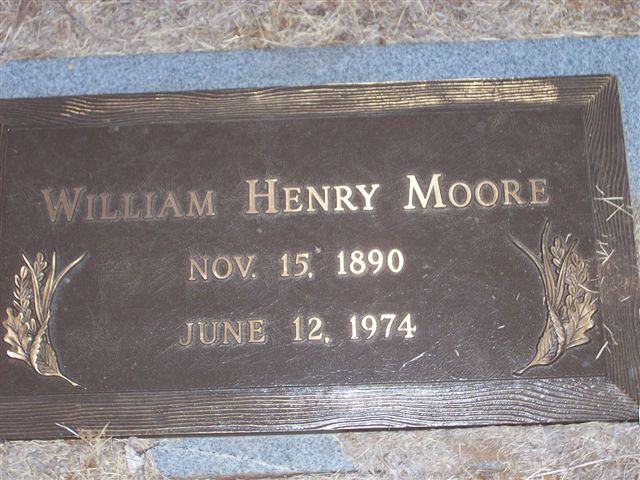 WILLIAM HENRY MOORE
NOV. 15, 1890
JUNE 12, 1974